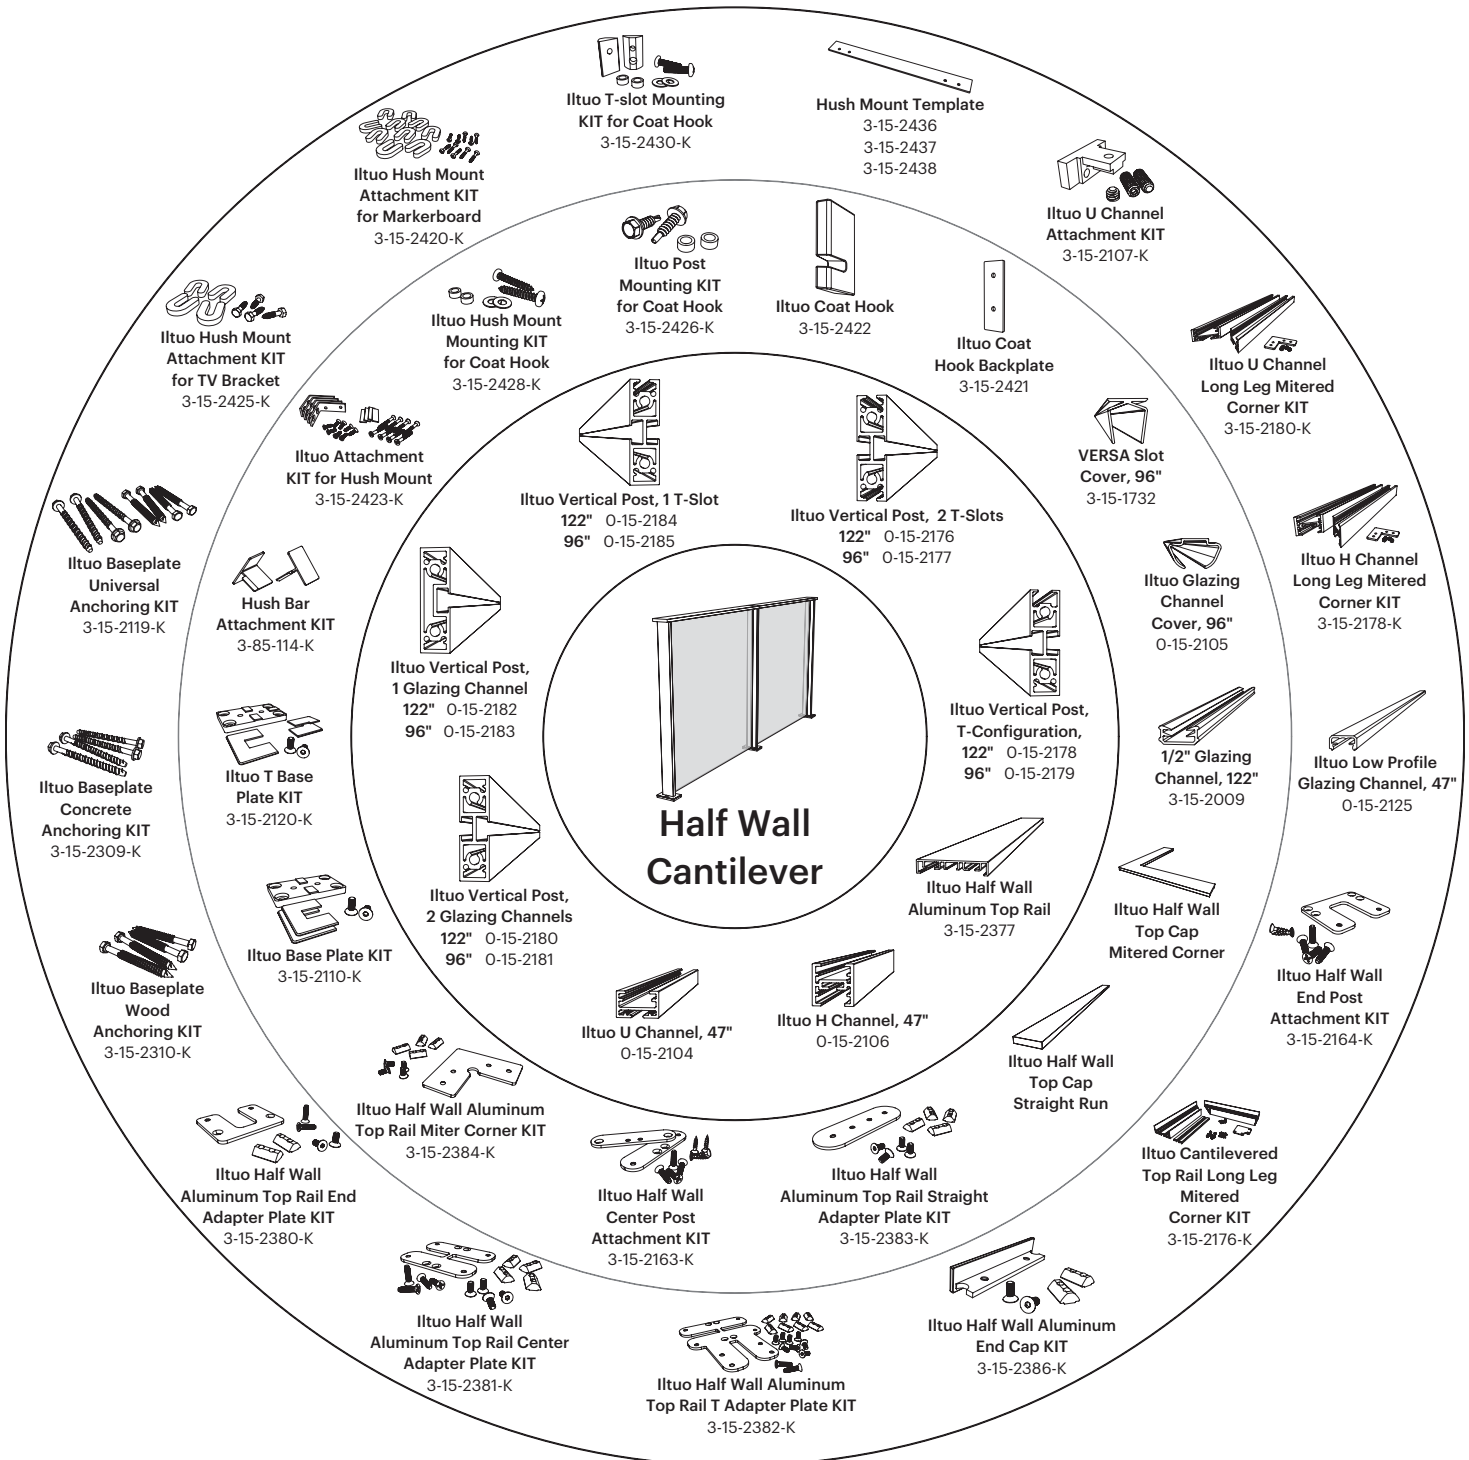 Iltuo T-slot Mounting
KIT for Coat Hook
3-15-2430-K
Hush Mount Template
3-15-2436
3-15-2437
3-15-2438
Iltuo Hush Mount
Attachment KIT
for Markerboard
3-15-2420-K
Iltuo U Channel
Attachment KIT
3-15-2107-K
Iltuo Post
Mounting KIT
for Coat Hook
3-15-2426-K
Iltuo Coat Hook
3-15-2422
Iltuo Hush Mount
Mounting KIT
for Coat Hook
3-15-2428-K
Iltuo Coat
Hook Backplate
3-15-2421
Iltuo Hush Mount
Attachment KIT
for TV Bracket
3-15-2425-K
Iltuo U Channel
Long Leg Mitered
Corner KIT
3-15-2180-K
Iltuo Attachment
KIT for Hush Mount
3-15-2423-K
VERSA Slot
Cover, 96"
3-15-1732
Iltuo Vertical Post, 1 T-Slot
122" 0-15-2184
96" 0-15-2185
Iltuo Vertical Post, 2 T-Slots
122" 0-15-2176
96" 0-15-2177
Iltuo Baseplate
Universal
Anchoring KIT
3-15-2119-K
Hush Bar
Attachment KIT
3-85-114-K
Iltuo Glazing
Channel
Cover, 96"
0-15-2105
Iltuo H Channel
Long Leg Mitered
Corner KIT
3-15-2178-K
Iltuo Vertical Post,
1 Glazing Channel
122" 0-15-2182
96" 0-15-2183
Iltuo Vertical Post,
T-Configuration,
122" 0-15-2178
96" 0-15-2179
Iltuo Baseplate
Concrete
Anchoring KIT
3-15-2309-K
Iltuo T Base
Plate KIT
3-15-2120-K
1/2" Glazing
Channel, 122"
3-15-2009
Iltuo Low Profile
Glazing Channel, 47"
0-15-2125
Half Wall
Cantilever
Iltuo Vertical Post,
2 Glazing Channels
122" 0-15-2180
96" 0-15-2181
Iltuo Half Wall
Aluminum Top Rail
3-15-2377
Iltuo Half Wall
Top Cap
Mitered Corner
Iltuo Base Plate KIT
3-15-2110-K
Iltuo Baseplate
Wood
Anchoring KIT
3-15-2310-K
Iltuo Half Wall
End Post
Attachment KIT
3-15-2164-K
Iltuo U Channel, 47"
0-15-2104
Iltuo H Channel, 47"
0-15-2106
Iltuo Half Wall
Top Cap
Straight Run
Iltuo Half Wall Aluminum
Top Rail Miter Corner KIT
3-15-2384-K
Iltuo Half Wall
Aluminum Top Rail End
Adapter Plate KIT
3-15-2380-K
Iltuo Half Wall
Center Post
Attachment KIT
3-15-2163-K
Iltuo Half Wall
Aluminum Top Rail Straight
Adapter Plate KIT
3-15-2383-K
Iltuo Cantilevered
Top Rail Long Leg
Mitered
Corner KIT
3-15-2176-K
Iltuo Half Wall
Aluminum Top Rail Center
Adapter Plate KIT
3-15-2381-K
Iltuo Half Wall Aluminum
Top Rail T Adapter Plate KIT
3-15-2382-K
Iltuo Half Wall Aluminum
End Cap KIT
3-15-2386-K